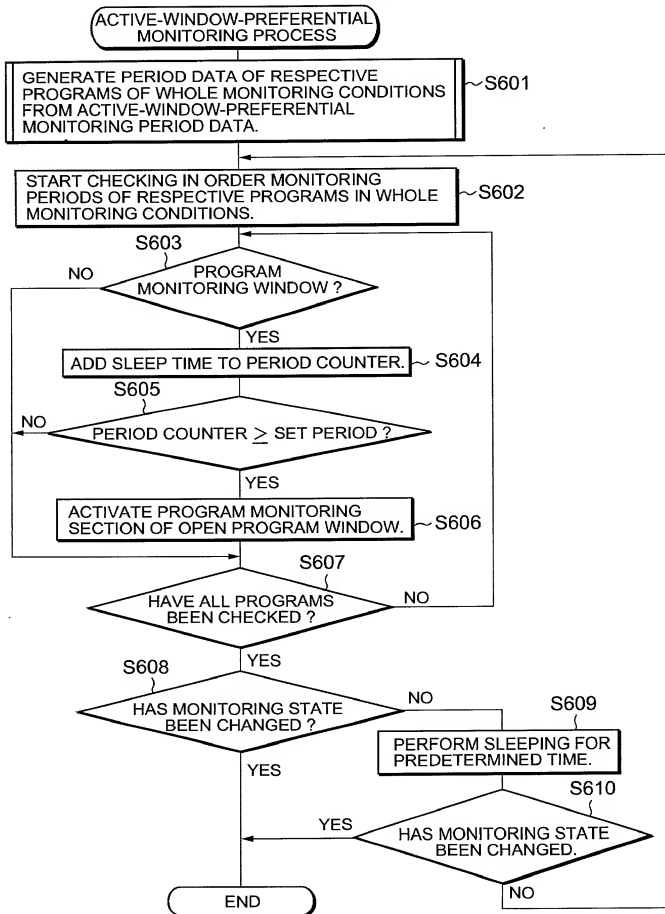 ACTIVE-WINDOW-PREFERENTIAL
MONITORING PROCESS
GENERATE PERIOD DATA OF RESPECTIVE
PROGRAMS OF WHOLE MONITORING CONDITIONS
FROM ACTIVE-WINDOW-PREFERENTIAL
MONITORING PERIOD DATA.
S601
START CHECKING IN ORDER MONITORING
PERIODS OF RESPECTIVE PROGRAMS IN WHOLE
MONITORING CONDITIONS.
S602
S603
NO
PROGRAM
MONITORING WINDOW ?
YES
ADD SLEEP TIME TO PERIOD COUNTER.
S604
S605
NO
PERIOD COUNTER ≥ SET PERIOD ?
YES
ACTIVATE PROGRAM MONITORING
SECTION OF OPEN PROGRAM WINDOW.
S606
S607
HAVE ALL PROGRAMS
BEEN CHECKED ?
NO
YES
S608
HAS MONITORING STATE
BEEN CHANGED ?
NO
YES
S609
PERFORM SLEEPING FOR
PREDETERMINED TIME.
S610
YES
HAS MONITORING STATE
BEEN CHANGED.
NO
END